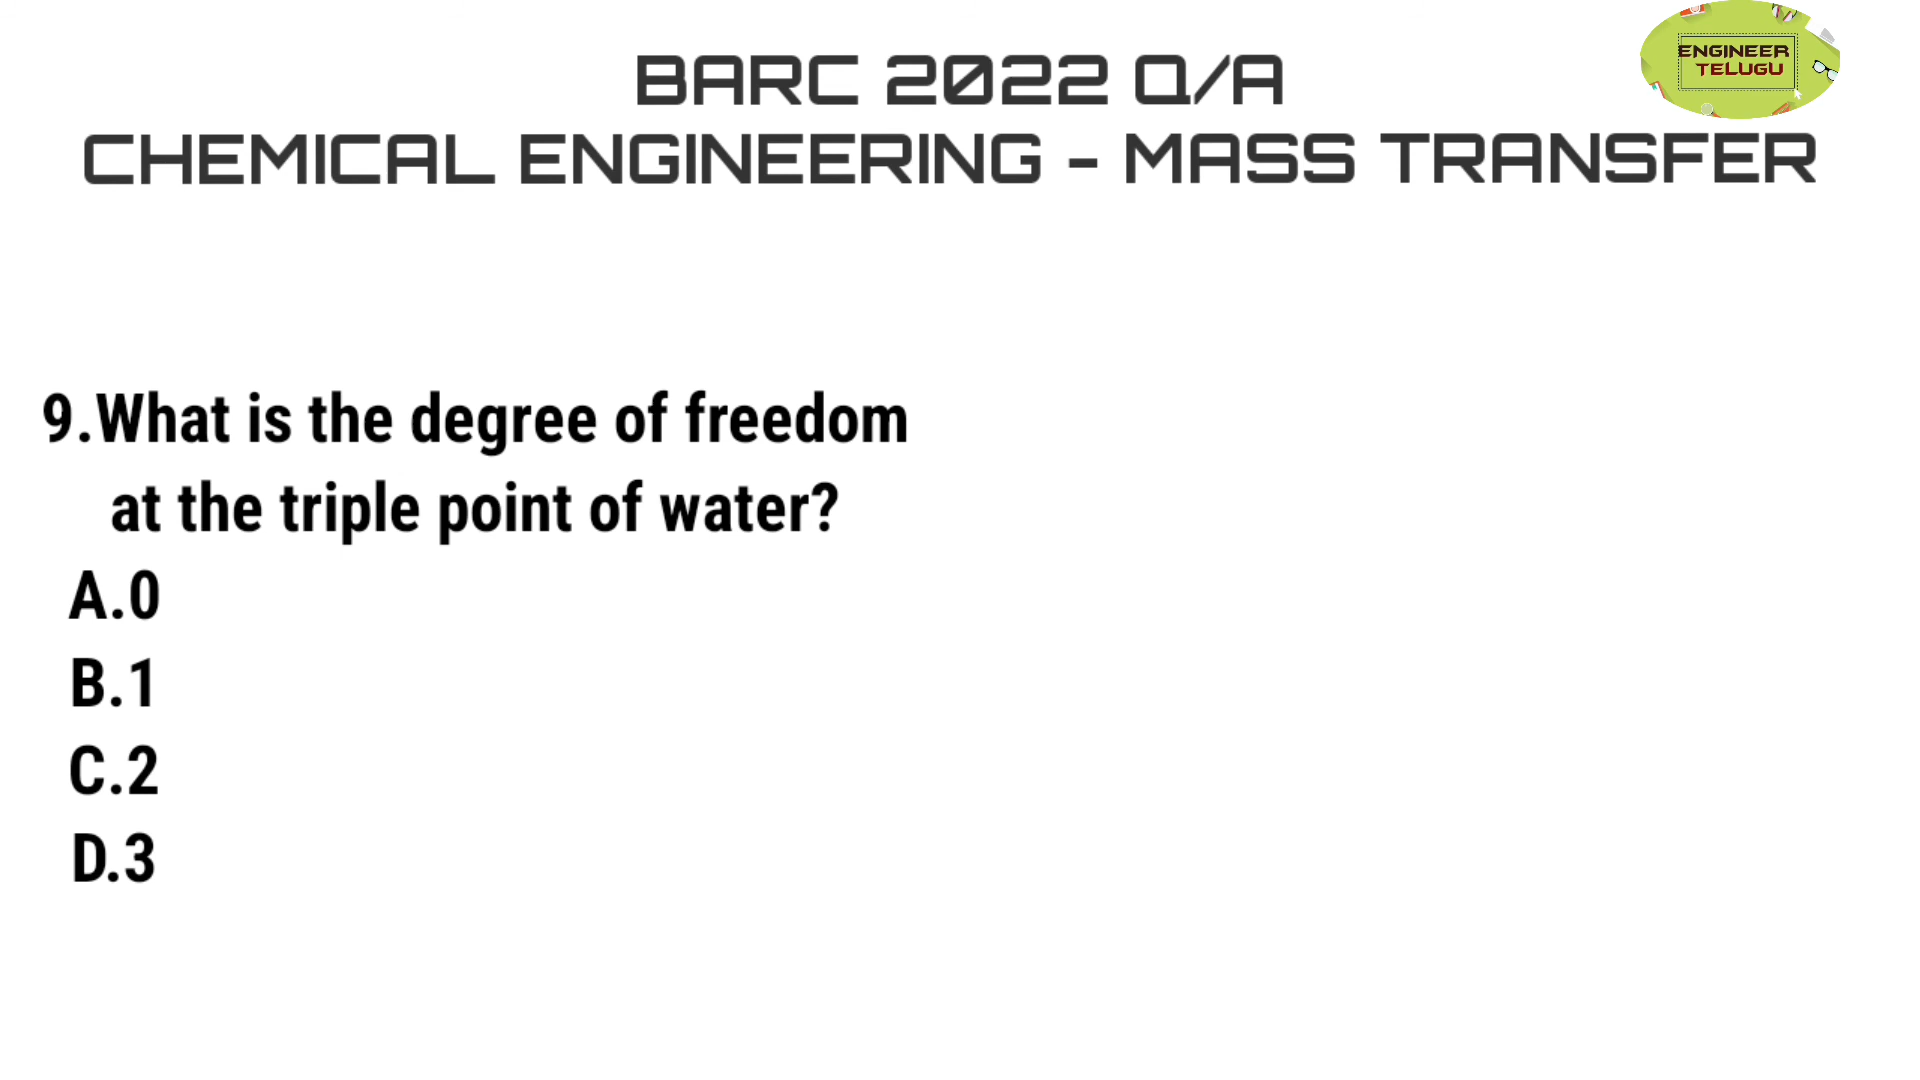 BARC 2022 Q/A
ENGINEER
TELUGU
CHEMICAL ENGINEERING - MASS TRANSFER
9.What is the degree of freedom
at the triple point of water?
A.0
B.1
C.2
D.3